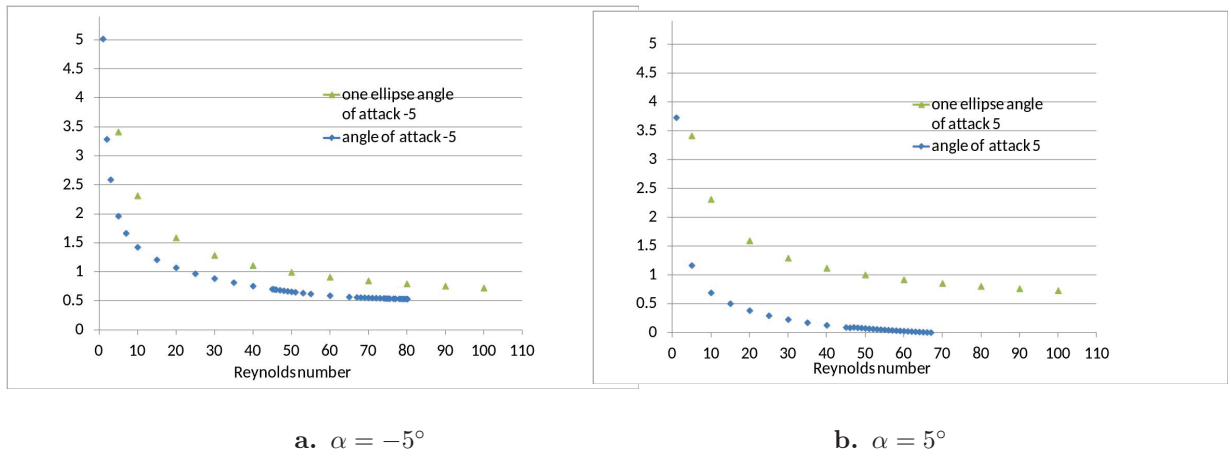 5
4.5
4
3.5
3
2.5
2
1.5
1
0.5
0
0 10 20 30 40 50 60 70 80 90 100 110
Reynolds number
one ellipse angle
of attack -5
angle of attack -5
5
4.5
4
3.5
3
2.5
2
1.5
1
0.5
0
0 10 20 30 40 50 60 70 80 90 100 110
Reynolds number
one ellipse angle
of attack 5
angle of attack 5
a. α = −5°
b. α = 5°